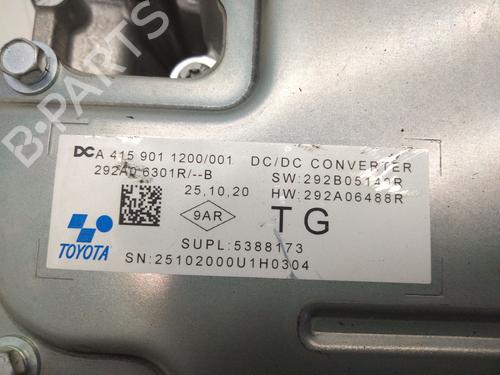 DC A 415 901 1200/001 DC/DC CONVERTER
292A0 6301R/--B SW:292B05140R
25,10,20 HW:292A06488R
9AR TG
TOYOTA SUPL:5388173
SN:25102000U1H0304
B-PARTS